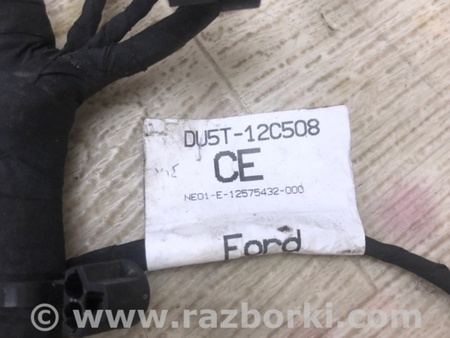 DU5T-12C508
CE
NE01-E-12575432-000
Ford
© www.razborki.com